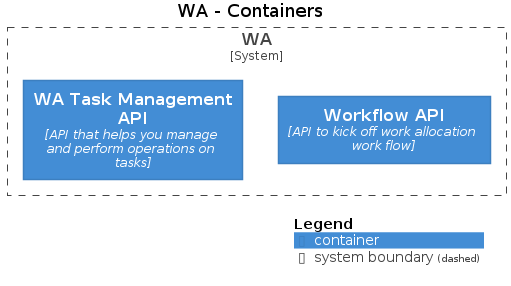 WA - Containers
WA
[System]
WA Task Management
API
[API that helps you manage
and perform operations on
tasks]
Workflow API
[API to kick off work allocation
work flow]
Legend
container
system boundary (dashed)